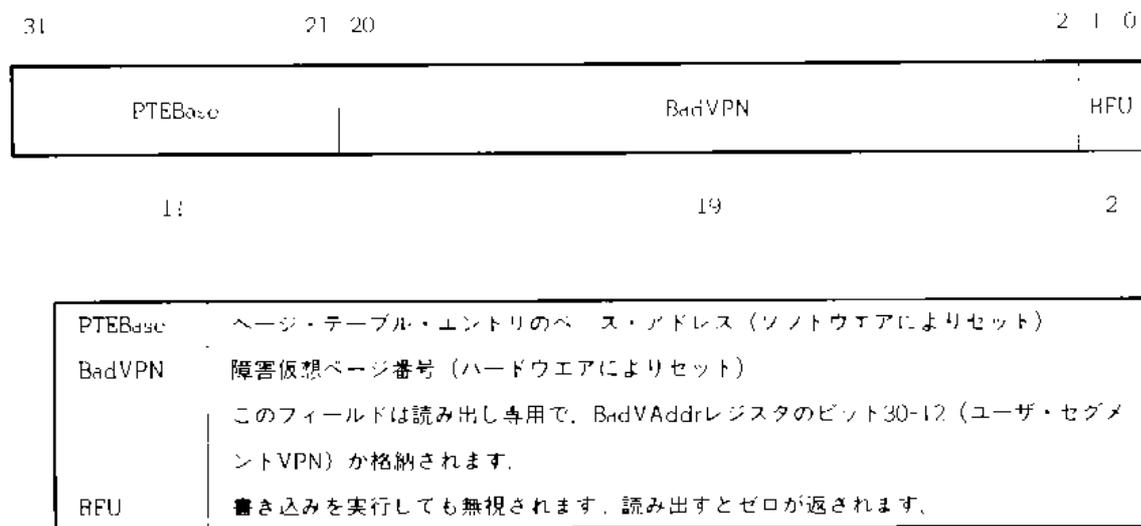 31 21 20 2 1 0
PTEBase BadVPN RFU
11 19 2
PTEBase ページ・テーブル・エントリのベース・アドレス（ソフトウエアによりセット）
BadVPN 障害仮想ページ番号（ハードウエアによりセット）
このフィールドは読み出し専用で，BadVAddrレジスタのビット30-12（ユーザ・セグメ
ントVPN）が格納されます．
RFU 書き込みを実行しても無視されます．読み出すとゼロが返されます．